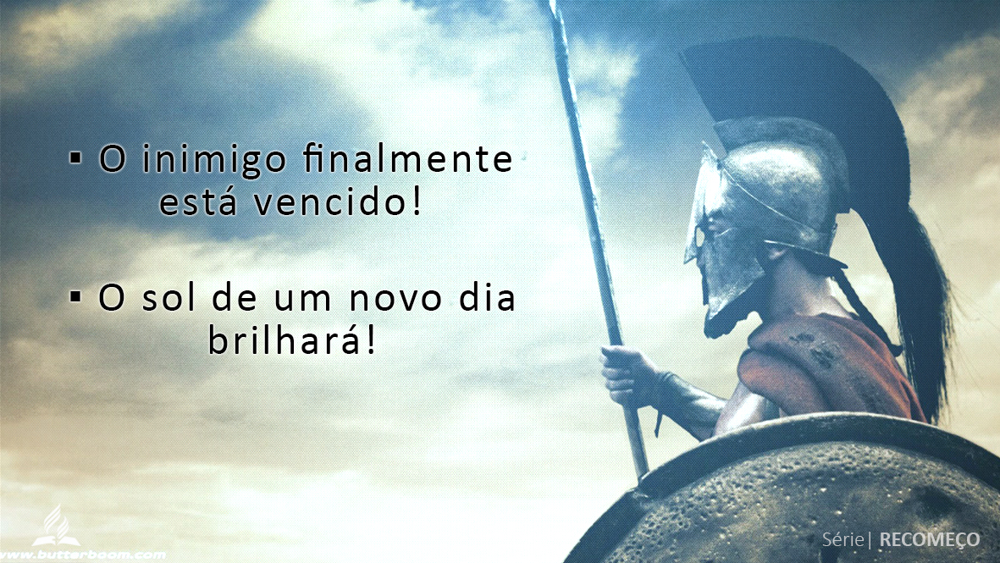 ▪ O inimigo finalmente
está vencido!
▪ O sol de um novo dia
brilhará!
www.butterboom.com
Série| RECOMEÇO